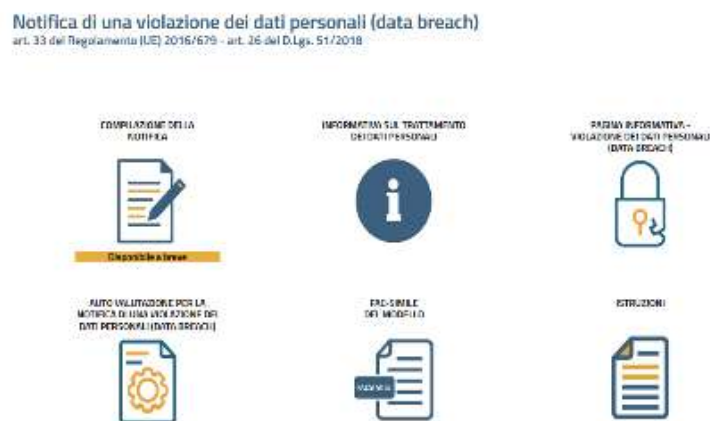 Notifica di una violazione dei dati personali (data breach)
art. 33 del Regolamento (UE) 2016/679 - art. 26 del D.Lgs. 51/2018
COMPILAZIONE DELLA
NOTIFICA
Disponibile a breve
INFORMATIVA SUL TRATTAMENTO
DEI DATI PERSONALI
PAGINA INFORMATIVA -
VIOLAZIONE DEI DATI PERSONALI
(DATA BREACH)
AUTO VALUTAZIONE PER LA
NOTIFICA DI UNA VIOLAZIONE DEI
DATI PERSONALI (DATA BREACH)
FAC-SIMILE
DEL MODELLO
ISTRUZIONI